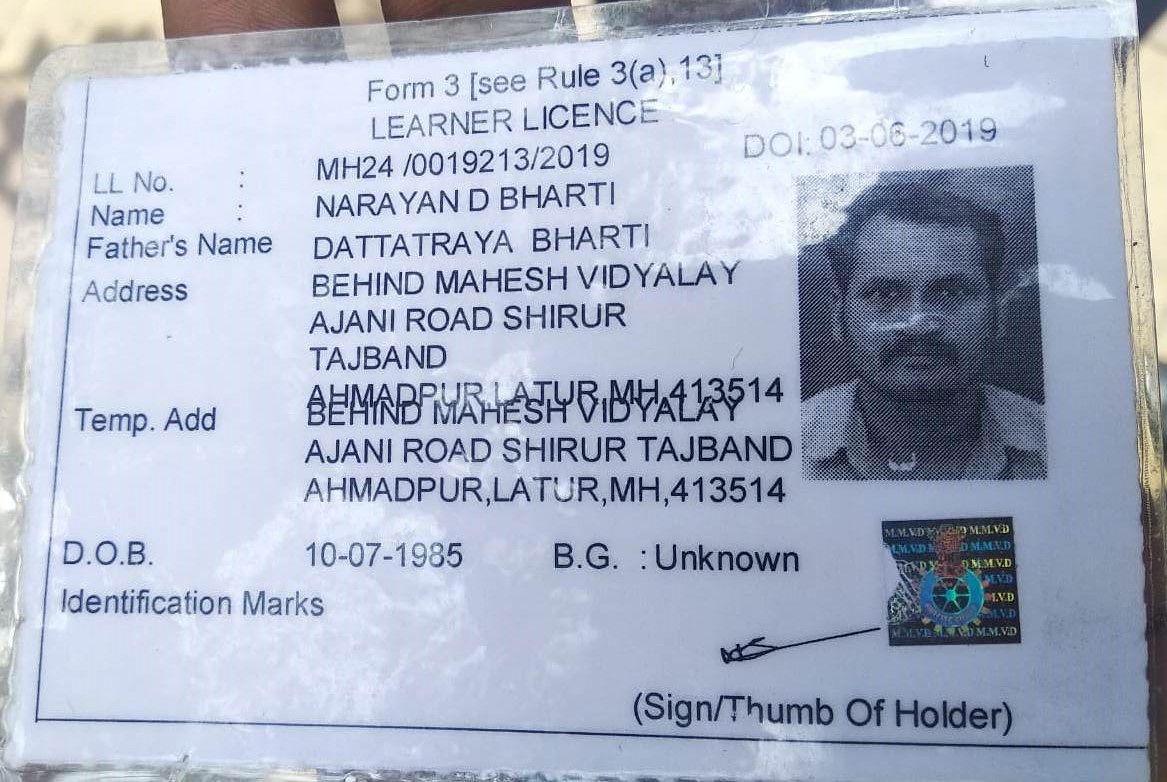 Form 3 [see Rule 3(a),13]
LEARNER LICENCE
DOI: 03-06-2019
LL No. : MH24 /0019213/2019
Name : NARAYAN D BHARTI
Father's Name DATTATRAYA BHARTI
Address BEHIND MAHESH VIDYALAY
AJANI ROAD SHIRUR
TAJBAND
AHMADPUR,LATUR,MH,413514
Temp. Add BEHIND MAHESH VIDYALAY
AJANI ROAD SHIRUR TAJBAND
AHMADPUR,LATUR,MH,413514
D.O.B. 10-07-1985 B.G. : Unknown
Identification Marks
M.M.V.D M.M.V.D
M.M.V.D
M.M.V.D
M.V.D
M.V.D
M.V.D
M.M.V.D M.M.V.D
(Sign/Thumb Of Holder)